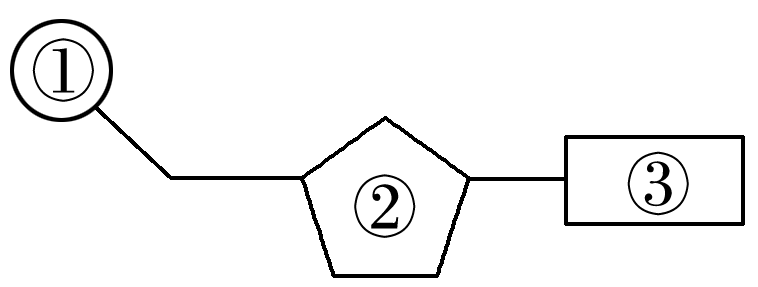 ①
②
③